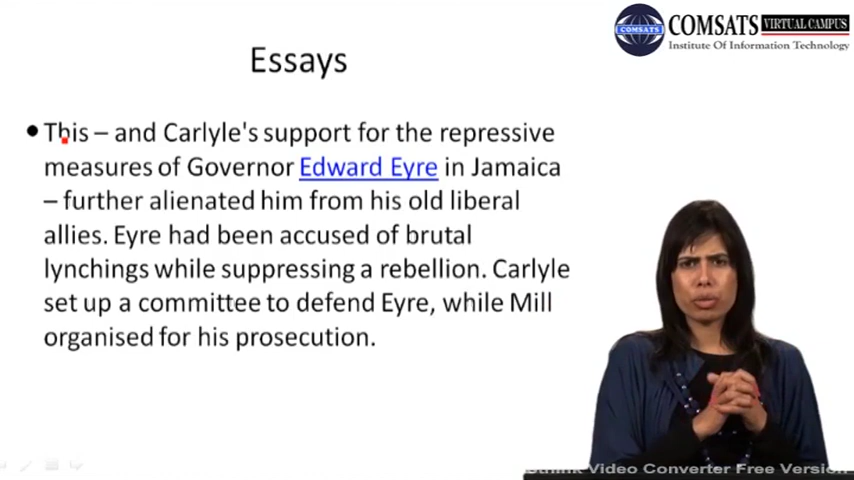 COMSATS
COMSATS VIRTUAL CAMPUS
Institute Of Information Technology
Essays
• This – and Carlyle's support for the repressive
measures of Governor Edward Eyre in Jamaica
– further alienated him from his old liberal
allies. Eyre had been accused of brutal
lynchings while suppressing a rebellion. Carlyle
set up a committee to defend Eyre, while Mill
organised for his prosecution.
Video Converter Free Version